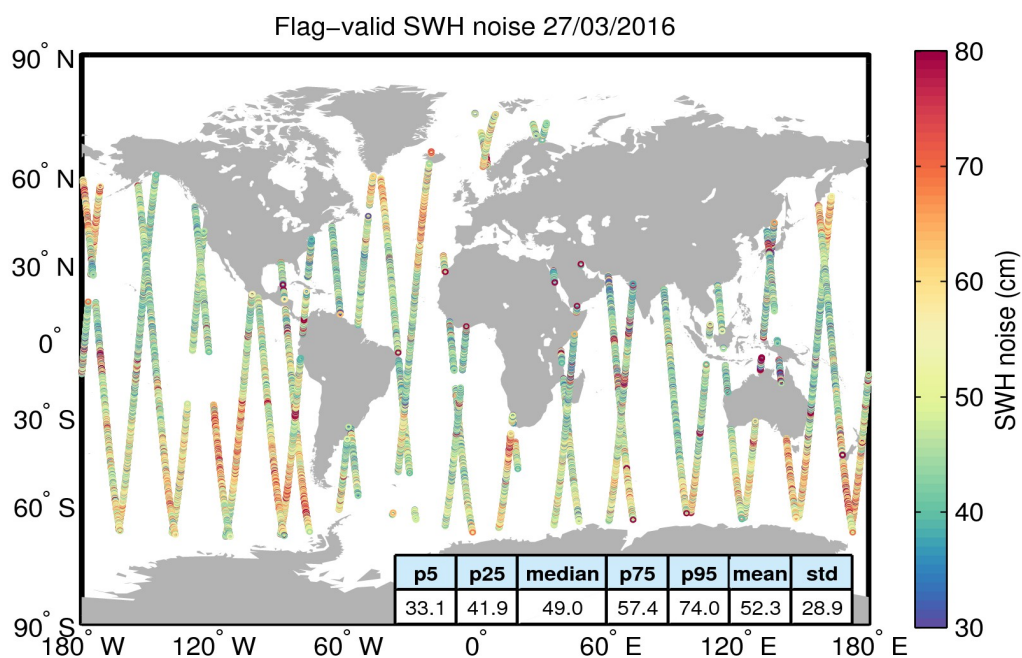 Flag−valid SWH noise 27/03/2016
90° N
60° N
30° N
0°
30° S
60° S
90° S
180° W
120° W
60° W
0°
60° E
120° E
180° E
p5 p25 median p75 p95 mean std
33.1 41.9 49.0 57.4 74.0 52.3 28.9
80
70
60
50
40
30
SWH noise (cm)